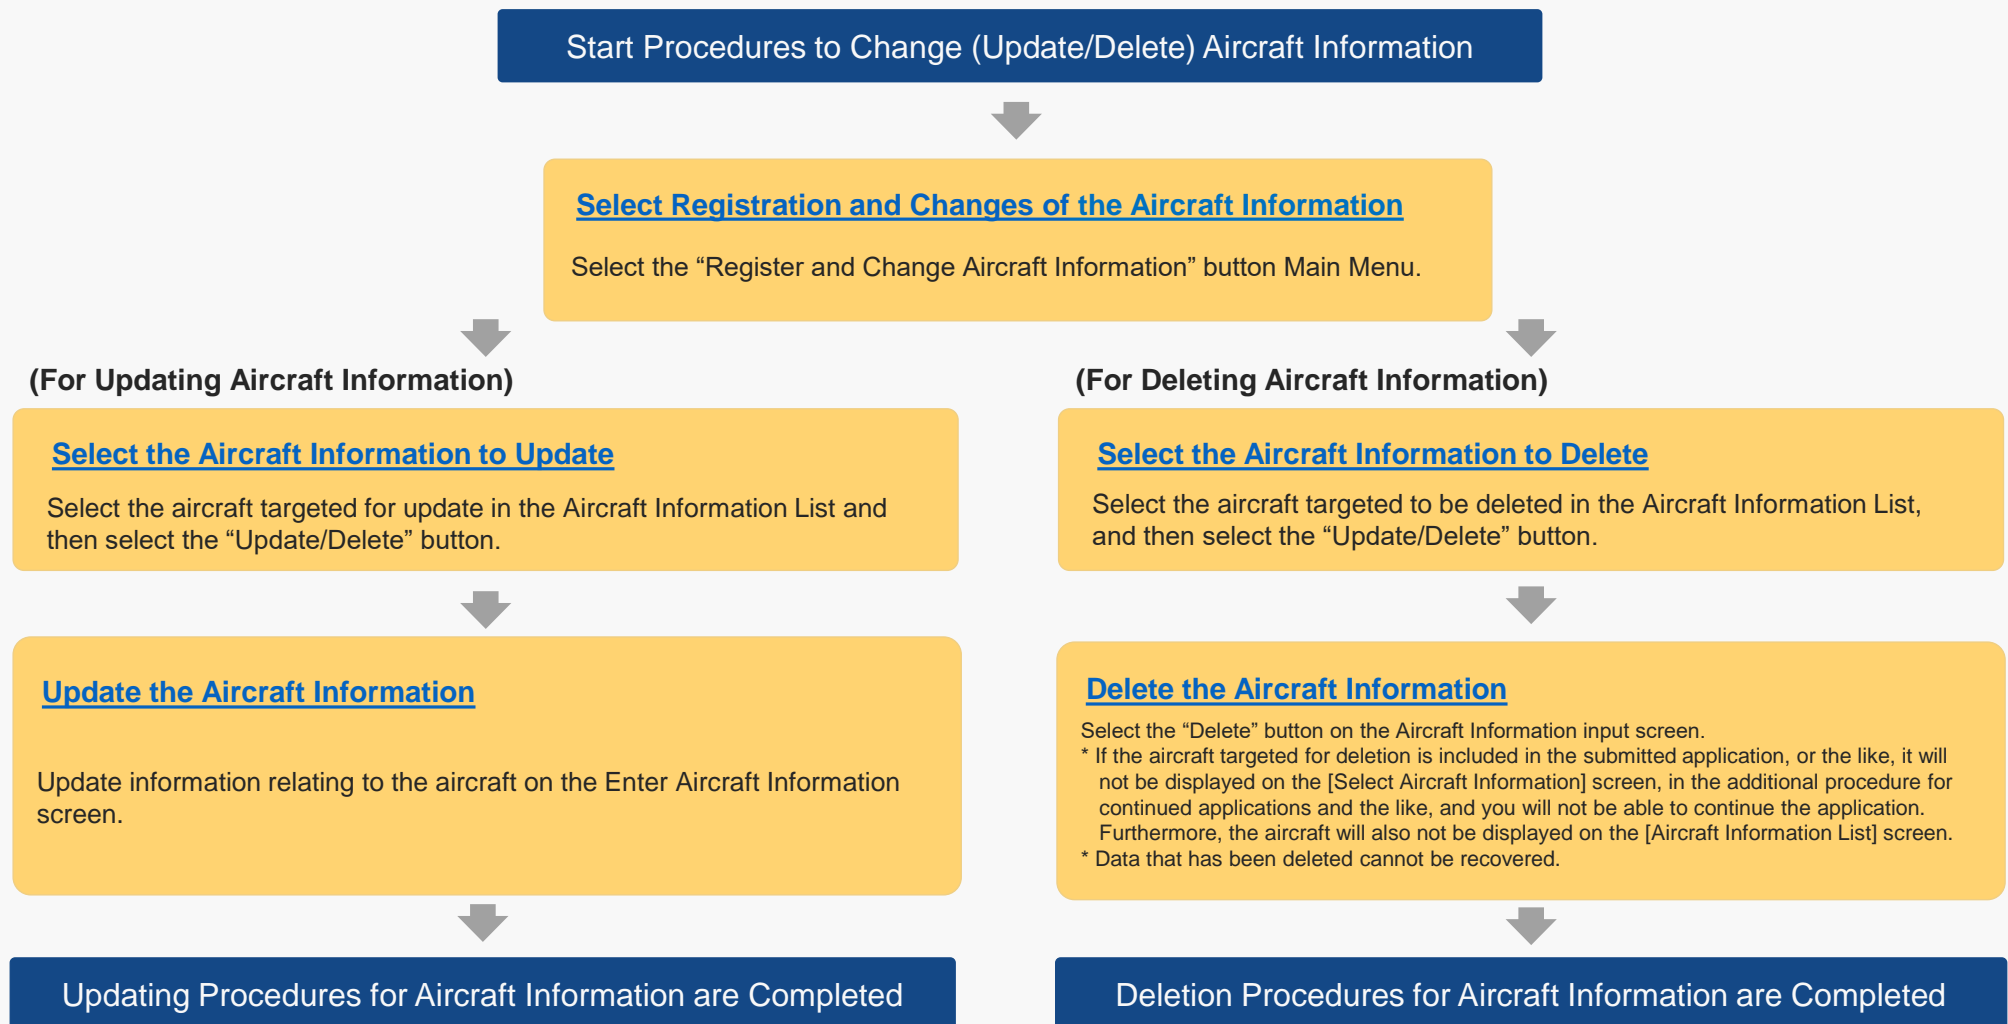 Start Procedures to Change (Update/Delete) Aircraft Information
Select Registration and Changes of the Aircraft Information
Select the “Register and Change Aircraft Information” button Main Menu.
(For Updating Aircraft Information)
Select the Aircraft Information to Update
Select the aircraft targeted for update in the Aircraft Information List and
then select the “Update/Delete” button.
Update the Aircraft Information
Update information relating to the aircraft on the Enter Aircraft Information
screen.
Updating Procedures for Aircraft Information are Completed
(For Deleting Aircraft Information)
Select the Aircraft Information to Delete
Select the aircraft targeted to be deleted in the Aircraft Information List,
and then select the “Update/Delete” button.
Delete the Aircraft Information
Select the “Delete” button on the Aircraft Information input screen.
* If the aircraft targeted for deletion is included in the submitted application, or the like, it will
not be displayed on the [Select Aircraft Information] screen, in the additional procedure for
continued applications and the like, and you will not be able to continue the application.
Furthermore, the aircraft will also not be displayed on the [Aircraft Information List] screen.
* Data that has been deleted cannot be recovered.
Deletion Procedures for Aircraft Information are Completed